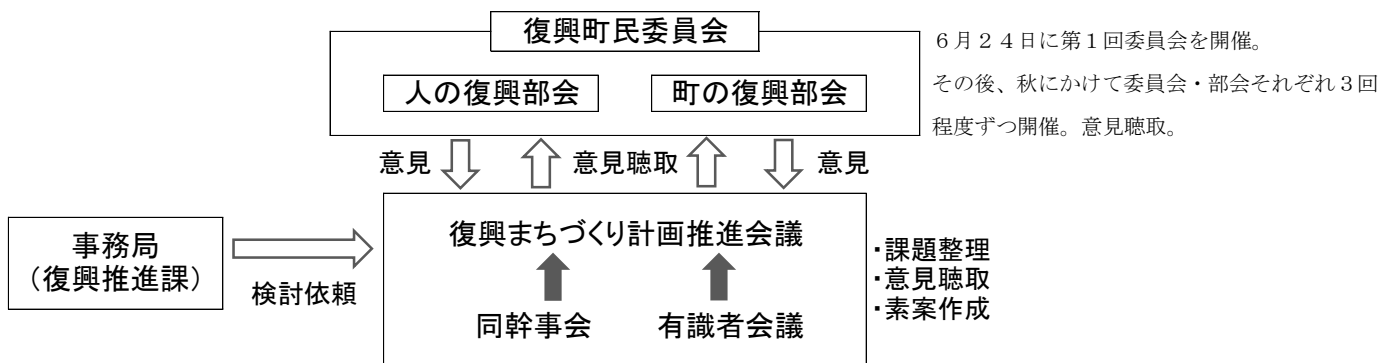 復興町民委員会
人の復興部会
町の復興部会
6月24日に第1回委員会を開催。
その後、秋にかけて委員会・部会それぞれ3回
程度ずつ開催。意見聴取。
意見
意見聴取
意見
事務局
（復興推進課）
検討依頼
復興まちづくり計画推進会議
同幹事会
有識者会議
・課題整理
・意見聴取
・素案作成